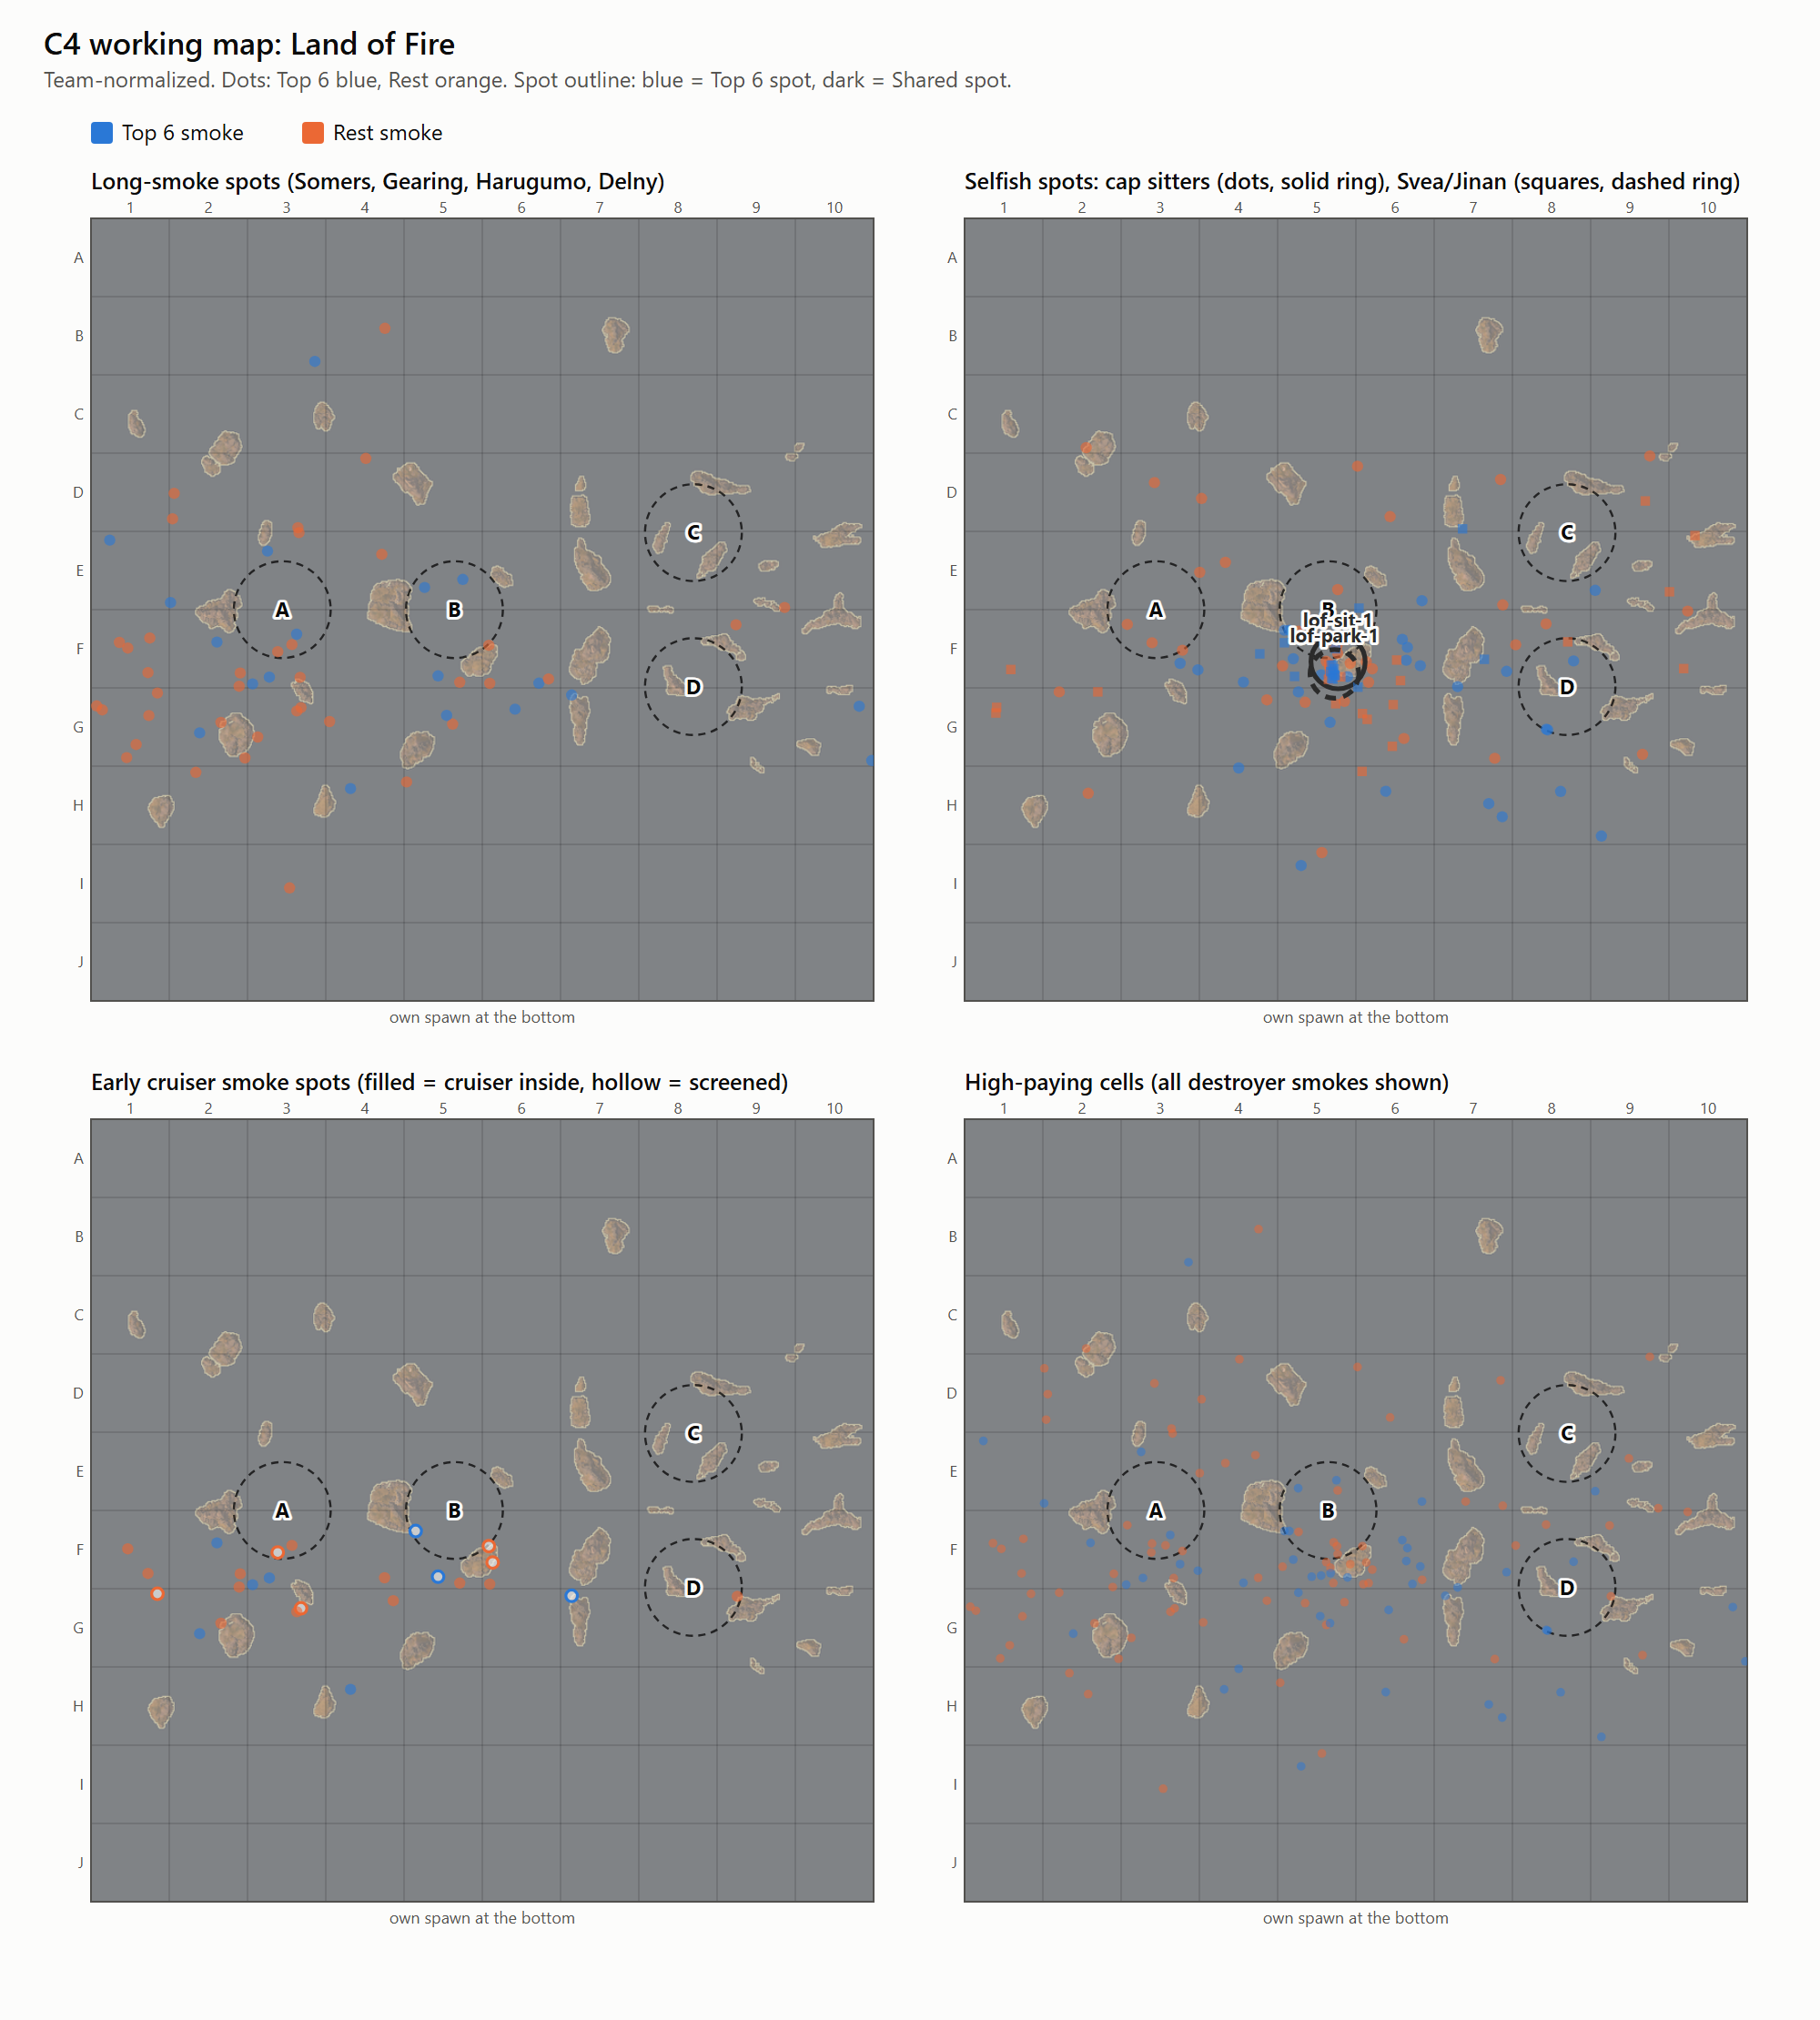 C4 working map: Land of Fire
Team-normalized. Dots: Top 6 blue, Rest orange. Spot outline: blue = Top 6 spot, dark = Shared spot.
Top 6 smoke Rest smoke
Long-smoke spots (Somers, Gearing, Harugumo, Delny)
1 2 3 4 5 6 7 8 9 10
A
B
C
D
C
E
A B
F
D
G
H
I
J
own spawn at the bottom
Selfish spots: cap sitters (dots, solid ring), Svea/Jinan (squares, dashed ring)
1 2 3 4 5 6 7 8 9 10
A
B
C
D
C
E
A B
lof-sit-1
lof-park-1
F
D
G
H
I
J
own spawn at the bottom
Early cruiser smoke spots (filled = cruiser inside, hollow = screened)
1 2 3 4 5 6 7 8 9 10
A
B
C
D
C
E
A B
F
D
G
H
I
J
own spawn at the bottom
High-paying cells (all destroyer smokes shown)
1 2 3 4 5 6 7 8 9 10
A
B
C
D
C
E
A B
F
D
G
H
I
J
own spawn at the bottom